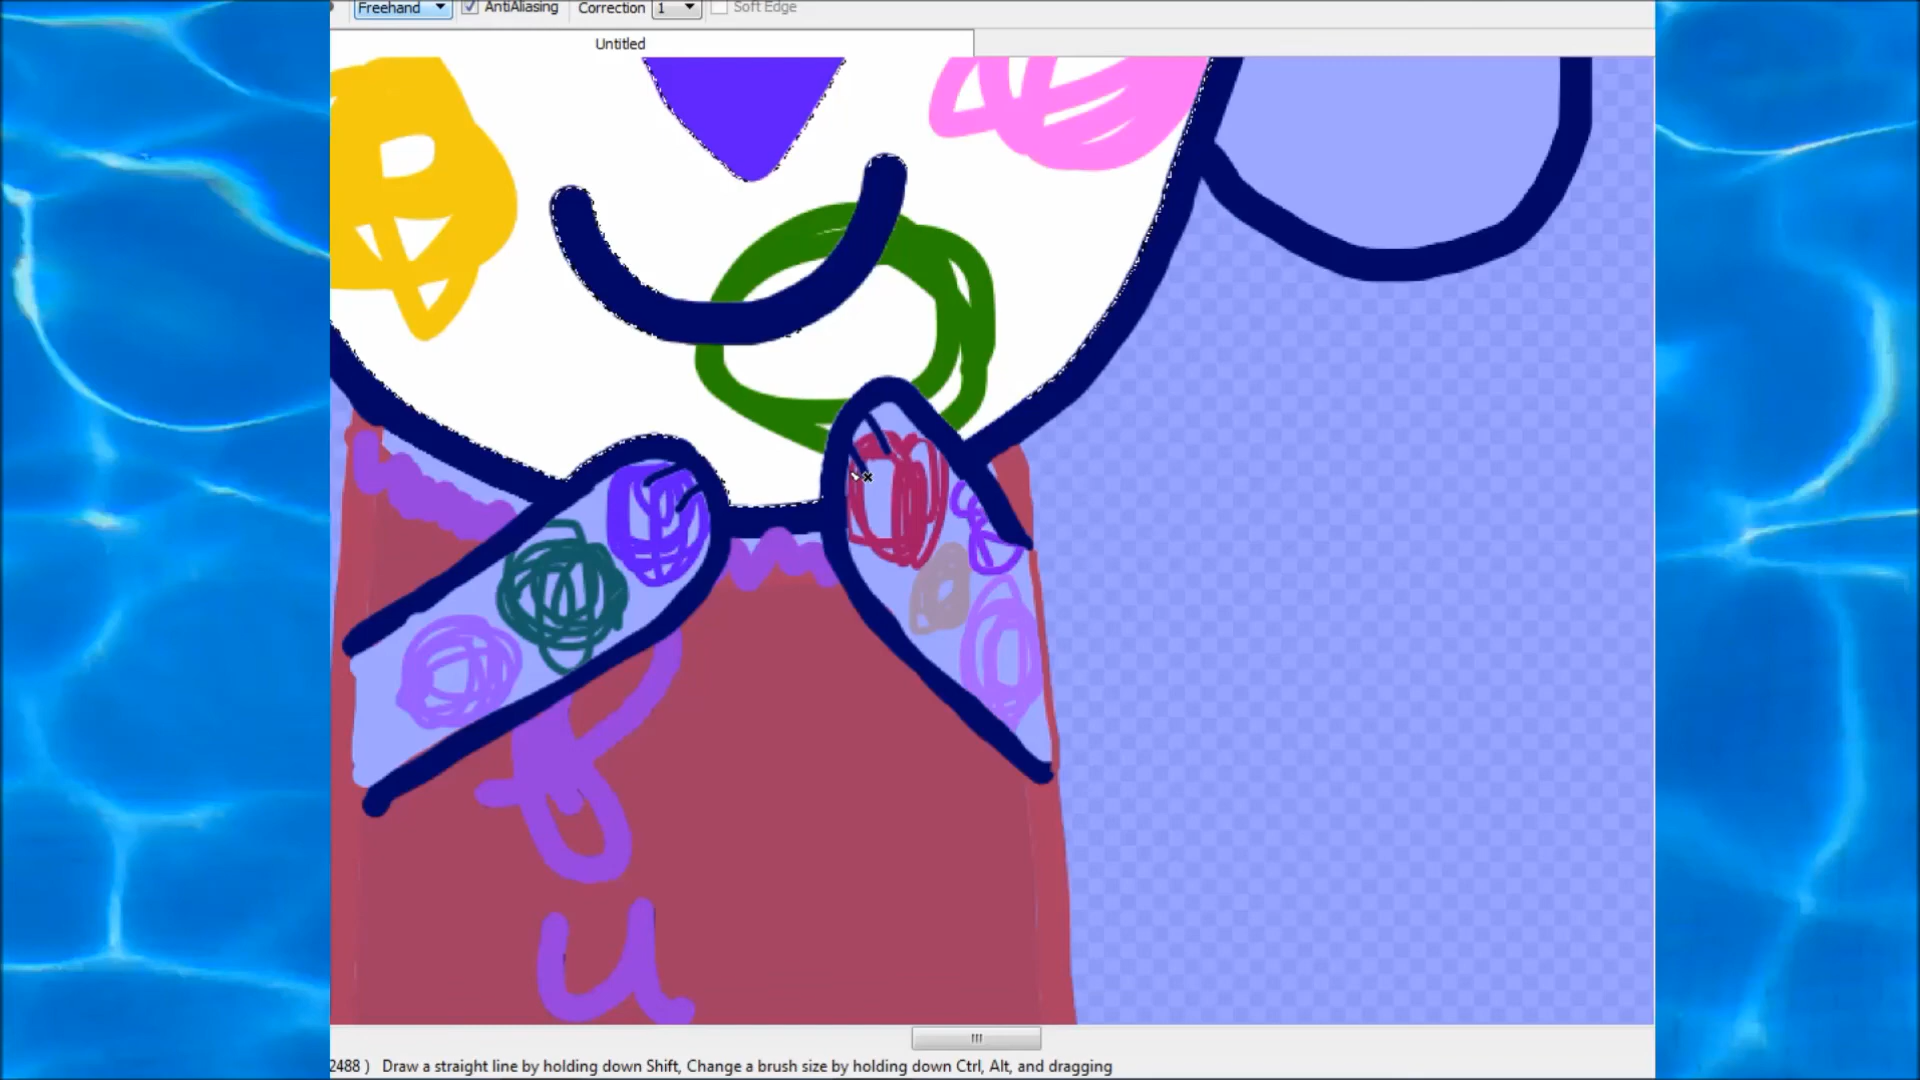 Freehand AntiAliasing Correction 1 Soft Edge
Untitled
u
2488 ) Draw a straight line by holding down Shift, Change a brush size by holding down Ctrl, Alt, and dragging